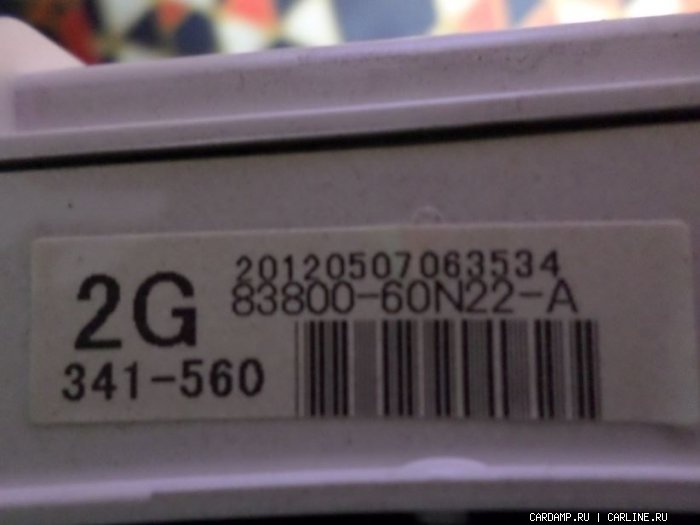 20120507063534
2G 83800-60N22-A
341-560
CARDAMP.RU | CARLINE.RU